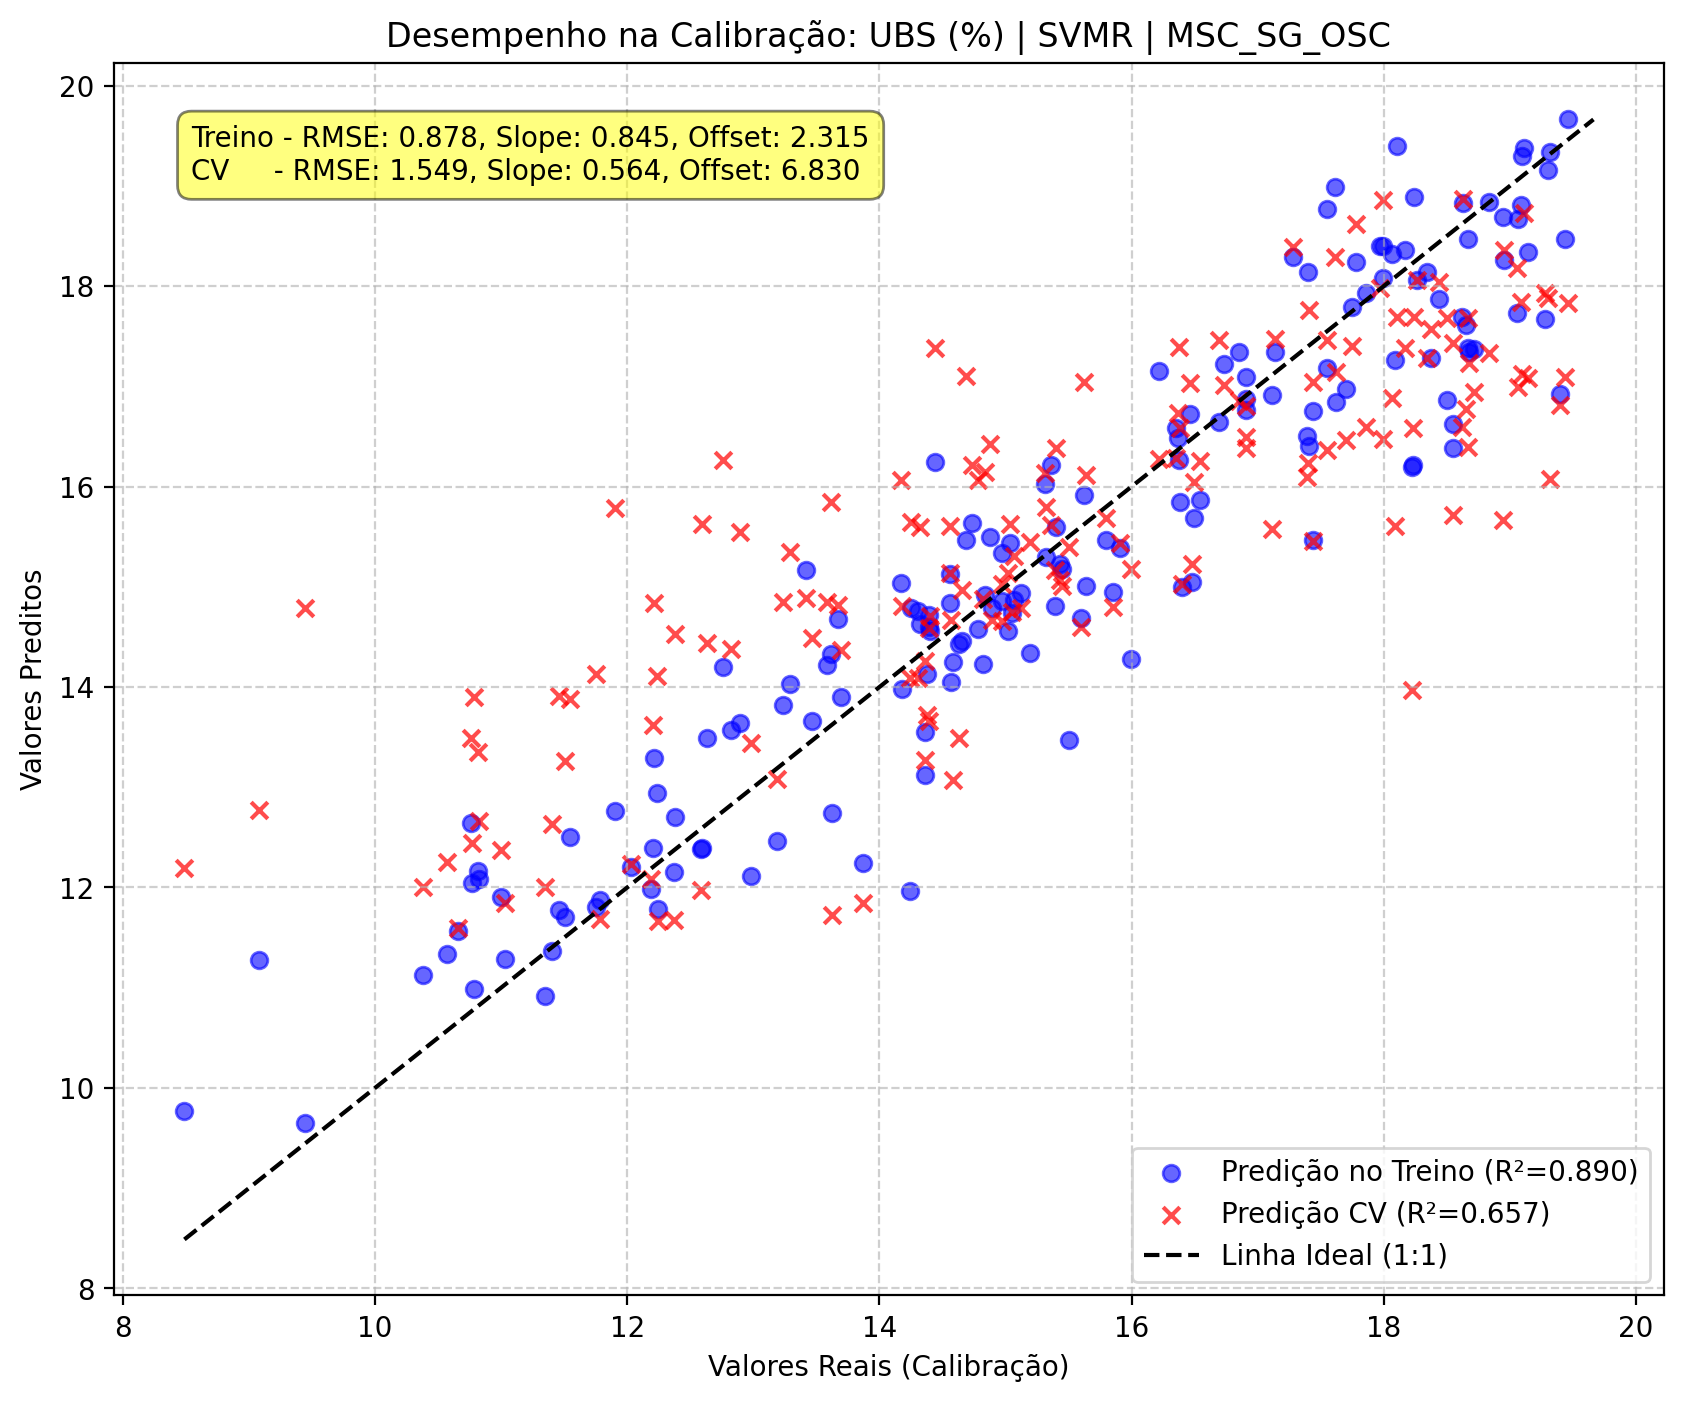 Desempenho na Calibração: UBS (%) | SVMR | MSC_SG_OSC
Treino - RMSE: 0.878, Slope: 0.845, Offset: 2.315
CV     - RMSE: 1.549, Slope: 0.564, Offset: 6.830
Valores Preditos
20
18
16
14
12
10
8
Predição no Treino (R²=0.890)
Predição CV (R²=0.657)
Linha Ideal (1:1)
8 10 12 14 16 18 20
Valores Reais (Calibração)